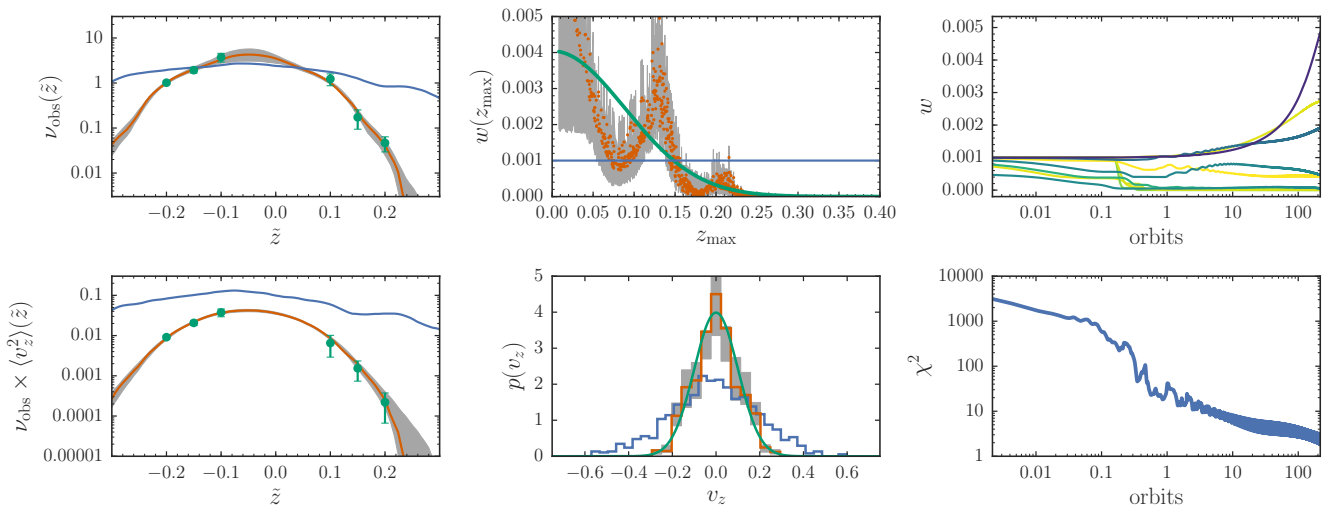 10
1
0.1
0.01
ν_obs(z̃)
−0.2 −0.1 0.0 0.1 0.2
z̃
0.005
0.004
0.003
0.002
0.001
0.000
w(z_max)
0.00 0.05 0.10 0.15 0.20 0.25 0.30 0.35 0.40
z_max
0.005
0.004
0.003
0.002
0.001
0.000
w
0.01 0.1 1 10 100
orbits
0.1
0.01
0.001
0.0001
0.00001
ν_obs × ⟨v_z^2⟩(z̃)
−0.2 −0.1 0.0 0.1 0.2
z̃
5
4
3
2
1
0
p(v_z)
−0.6 −0.4 −0.2 0.0 0.2 0.4 0.6
v_z
10000
1000
100
10
1
χ^2
0.01 0.1 1 10 100
orbits